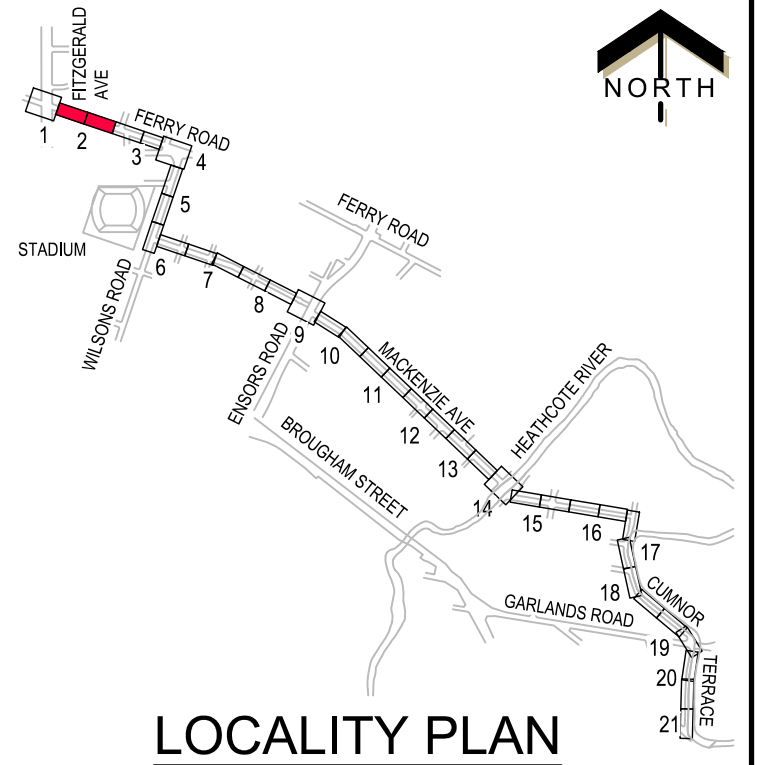 FITZGERALD
AVE
NORTH
1
2
3
FERRY ROAD
4
5
STADIUM
WILSONS ROAD
6
7
8
FERRY ROAD
9
ENSORS ROAD
10
MACKENZIE AVE
11
12
13
HEATHCOTE RIVER
BROUGHAM STREET
14
15
16
17
18
CUMNOR
GARLANDS ROAD
19
TERRACE
20
21
LOCALITY PLAN